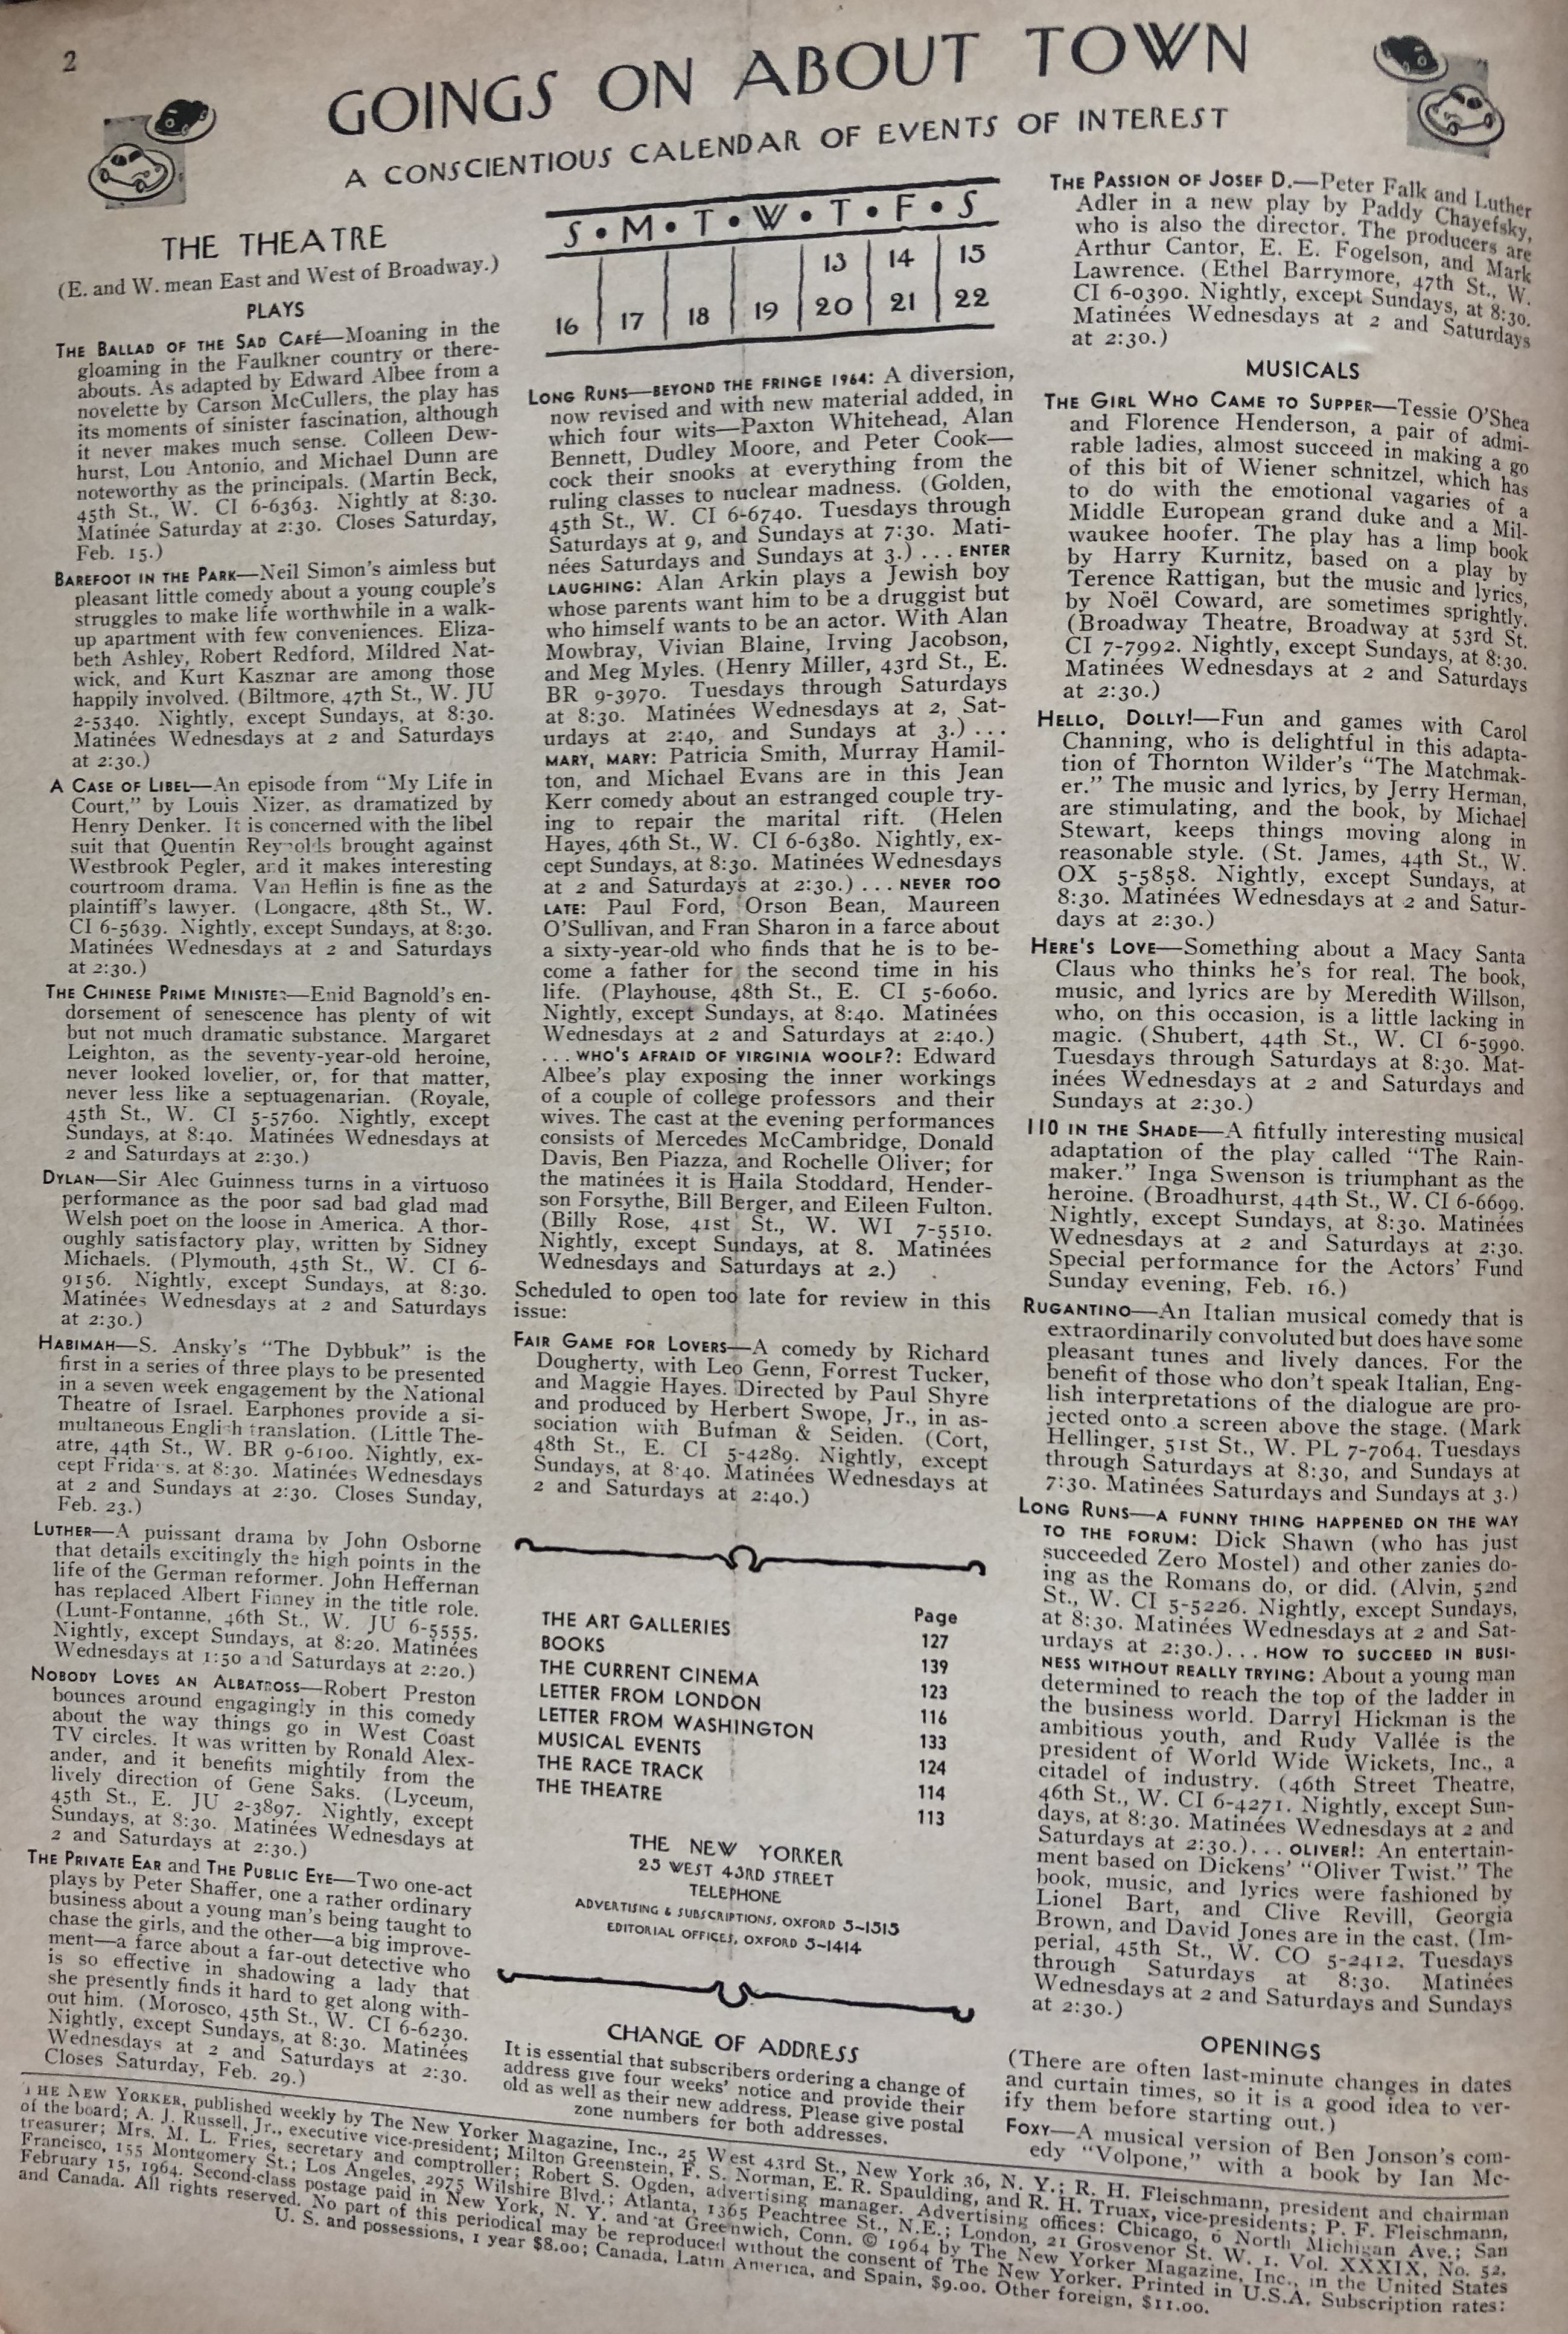 2
GOINGS ON ABOUT TOWN
A CONSCIENTIOUS CALENDAR OF EVENTS OF INTEREST
THE THEATRE
(E. and W. mean East and West of Broadway.)
PLAYS
THE BALLAD OF THE SAD CAFÉ—Moaning in the
gloaming in the Faulkner country or there-
abouts. As adapted by Edward Albee from a
novelette by Carson McCullers, the play has
its moments of sinister fascination, although
it never makes much sense. Colleen Dew-
hurst, Lou Antonio, and Michael Dunn are
noteworthy as the principals. (Martin Beck,
45th St., W. CI 6-6363. Nightly at 8:30.
Matinée Saturday at 2:30. Closes Saturday,
Feb. 15.)
BAREFOOT IN THE PARK—Neil Simon's aimless but
pleasant little comedy about a young couple's
struggles to make life worthwhile in a walk-
up apartment with few conveniences. Eliza-
beth Ashley, Robert Redford, Mildred Nat-
wick, and Kurt Kasznar are among those
happily involved. (Biltmore, 47th St., W. JU
2-5340. Nightly, except Sundays, at 8:30.
Matinées Wednesdays at 2 and Saturdays
at 2:30.)
A CASE OF LIBEL—An episode from "My Life in
Court," by Louis Nizer, as dramatized by
Henry Denker. It is concerned with the libel
suit that Quentin Reynolds brought against
Westbrook Pegler, and it makes interesting
courtroom drama. Van Heflin is fine as the
plaintiff's lawyer. (Longacre, 48th St., W.
CI 6-5639. Nightly, except Sundays, at 8:30.
Matinées Wednesdays at 2 and Saturdays
at 2:30.)
THE CHINESE PRIME MINISTER—Enid Bagnold's en-
dorsement of senescence has plenty of wit
but not much dramatic substance. Margaret
Leighton, as the seventy-year-old heroine,
never looked lovelier, or, for that matter,
never less like a septuagenarian. (Royale,
45th St., W. CI 5-5760. Nightly, except
Sundays, at 8:40. Matinées Wednesdays at
2 and Saturdays at 2:30.)
DYLAN—Sir Alec Guinness turns in a virtuoso
performance as the poor sad bad glad mad
Welsh poet on the loose in America. A thor-
oughly satisfactory play, written by Sidney
Michaels. (Plymouth, 45th St., W. CI 6-
9156. Nightly, except Sundays, at 8:30.
Matinées Wednesdays at 2 and Saturdays
at 2:30.)
HABIMAH—S. Ansky's "The Dybbuk" is the
first in a series of three plays to be presented
in a seven week engagement by the National
Theatre of Israel. Earphones provide a si-
multaneous English translation. (Little The-
atre, 44th St., W. BR 9-6100. Nightly, ex-
cept Fridays, at 8:30. Matinées Wednesdays
at 2 and Sundays at 2:30. Closes Sunday,
Feb. 23.)
LUTHER—A puissant drama by John Osborne
that details excitingly the high points in the
life of the German reformer. John Heffernan
has replaced Albert Finney in the title role.
(Lunt-Fontanne, 46th St., W. JU 6-5555.
Nightly, except Sundays, at 8:20. Matinées
Wednesdays at 1:50 and Saturdays at 2:20.)
NOBODY LOVES AN ALBATROSS—Robert Preston
bounces around engagingly in this comedy
about the way things go in West Coast
TV circles. It was written by Ronald Alex-
ander, and it benefits mightily from the
lively direction of Gene Saks. (Lyceum,
45th St., E. JU 2-3897. Nightly, except
Sundays, at 8:30. Matinées Wednesdays at
2 and Saturdays at 2:30.)
THE PRIVATE EAR and THE PUBLIC EYE—Two one-act
plays by Peter Shaffer, one a rather ordinary
business about a young man's being taught to
chase the girls, and the other—a big improve-
ment—a farce about a far-out detective who
is so effective in shadowing a lady that
she presently finds it hard to get along with-
out him. (Morosco, 45th St., W. CI 6-6230.
Nightly, except Sundays, at 8:30. Matinées
Wednesdays at 2 and Saturdays at 2:30.
Closes Saturday, Feb. 29.)
S • M • T • W • T • F • S
13 14 15
16 17 18 19 20 21 22
LONG RUNS—BEYOND THE FRINGE 1964: A diversion,
now revised and with new material added, in
which four wits—Paxton Whitehead, Alan
Bennett, Dudley Moore, and Peter Cook—
cock their snooks at everything from the
ruling classes to nuclear madness. (Golden,
45th St., W. CI 6-6740. Tuesdays through
Saturdays at 9, and Sundays at 7:30. Mati-
nées Saturdays and Sundays at 3.) ... ENTER
LAUGHING: Alan Arkin plays a Jewish boy
whose parents want him to be a druggist but
who himself wants to be an actor. With Alan
Mowbray, Vivian Blaine, Irving Jacobson,
and Meg Myles. (Henry Miller, 43rd St., E.
BR 9-3970. Tuesdays through Saturdays
at 8:30. Matinées Wednesdays at 2, Sat-
urdays at 2:40, and Sundays at 3.) ...
MARY, MARY: Patricia Smith, Murray Hamil-
ton, and Michael Evans are in this Jean
Kerr comedy about an estranged couple try-
ing to repair the marital rift. (Helen
Hayes, 46th St., W. CI 6-6380. Nightly, ex-
cept Sundays, at 8:30. Matinées Wednesdays
at 2 and Saturdays at 2:30.) ... NEVER TOO
LATE: Paul Ford, Orson Bean, Maureen
O'Sullivan, and Fran Sharon in a farce about
a sixty-year-old who finds that he is to be-
come a father for the second time in his
life. (Playhouse, 48th St., E. CI 5-6060.
Nightly, except Sundays, at 8:40. Matinées
Wednesdays at 2 and Saturdays at 2:40.)
... WHO'S AFRAID OF VIRGINIA WOOLF?: Edward
Albee's play exposing the inner workings
of a couple of college professors and their
wives. The cast at the evening performances
consists of Mercedes McCambridge, Donald
Davis, Ben Piazza, and Rochelle Oliver; for
the matinées it is Haila Stoddard, Hender-
son Forsythe, Bill Berger, and Eileen Fulton.
(Billy Rose, 41st St., W. WI 7-5510.
Nightly, except Sundays, at 8. Matinées
Wednesdays and Saturdays at 2.)
Scheduled to open too late for review in this
issue:
FAIR GAME FOR LOVERS—A comedy by Richard
Dougherty, with Leo Genn, Forrest Tucker,
and Maggie Hayes. Directed by Paul Shyre
and produced by Herbert Swope, Jr., in as-
sociation with Bufman & Seiden. (Cort,
48th St., E. CI 5-4289. Nightly, except
Sundays, at 8:40. Matinées Wednesdays at
2 and Saturdays at 2:40.)
Page
THE ART GALLERIES 127
BOOKS 139
THE CURRENT CINEMA 123
LETTER FROM LONDON 116
LETTER FROM WASHINGTON 133
MUSICAL EVENTS 124
THE RACE TRACK 114
THE THEATRE 113
THE NEW YORKER
25 WEST 43RD STREET
TELEPHONE
ADVERTISING & SUBSCRIPTIONS, OXFORD 5-1515
EDITORIAL OFFICES, OXFORD 5-1414
CHANGE OF ADDRESS
It is essential that subscribers ordering a change of
address give four weeks' notice and provide their
old as well as their new address. Please give postal
zone numbers for both addresses.
THE PASSION OF JOSEF D.—Peter Falk and Luther
Adler in a new play by Paddy Chayefsky,
who is also the director. The producers are
Arthur Cantor, E. E. Fogelson, and Mark
Lawrence. (Ethel Barrymore, 47th St., W.
CI 6-0390. Nightly, except Sundays, at 8:30.
Matinées Wednesdays at 2 and Saturdays
at 2:30.)
MUSICALS
THE GIRL WHO CAME TO SUPPER—Tessie O'Shea
and Florence Henderson, a pair of admi-
rable ladies, almost succeed in making a go
of this bit of Wiener schnitzel, which has
to do with the emotional vagaries of a
Middle European grand duke and a Mil-
waukee hoofer. The play has a limp book
by Harry Kurnitz, based on a play by
Terence Rattigan, but the music and lyrics,
by Noël Coward, are sometimes sprightly.
(Broadway Theatre, Broadway at 53rd St.
CI 7-7992. Nightly, except Sundays, at 8:30.
Matinées Wednesdays at 2 and Saturdays
at 2:30.)
HELLO, DOLLY!—Fun and games with Carol
Channing, who is delightful in this adapta-
tion of Thornton Wilder's "The Matchmak-
er." The music and lyrics, by Jerry Herman,
are stimulating, and the book, by Michael
Stewart, keeps things moving along in
reasonable style. (St. James, 44th St., W.
OX 5-5858. Nightly, except Sundays, at
8:30. Matinées Wednesdays at 2 and Satur-
days at 2:30.)
HERE'S LOVE—Something about a Macy Santa
Claus who thinks he's for real. The book,
music, and lyrics are by Meredith Willson,
who, on this occasion, is a little lacking in
magic. (Shubert, 44th St., W. CI 6-5990.
Tuesdays through Saturdays at 8:30. Mat-
inées Wednesdays at 2 and Saturdays and
Sundays at 2:30.)
110 IN THE SHADE—A fitfully interesting musical
adaptation of the play called "The Rain-
maker." Inga Swenson is triumphant as the
heroine. (Broadhurst, 44th St., W. CI 6-6699.
Nightly, except Sundays, at 8:30. Matinées
Wednesdays at 2 and Saturdays at 2:30.
Special performance for the Actors' Fund
Sunday evening, Feb. 16.)
RUGANTINO—An Italian musical comedy that is
extraordinarily convoluted but does have some
pleasant tunes and lively dances. For the
benefit of those who don't speak Italian, Eng-
lish interpretations of the dialogue are pro-
jected onto a screen above the stage. (Mark
Hellinger, 51st St., W. PL 7-7064. Tuesdays
through Saturdays at 8:30, and Sundays at
7:30. Matinées Saturdays and Sundays at 3.)
LONG RUNS—A FUNNY THING HAPPENED ON THE WAY
TO THE FORUM: Dick Shawn (who has just
succeeded Zero Mostel) and other zanies do-
ing as the Romans do, or did. (Alvin, 52nd
St., W. CI 5-5226. Nightly, except Sundays,
at 8:30. Matinées Wednesdays at 2 and Sat-
urdays at 2:30.)... HOW TO SUCCEED IN BUSI-
NESS WITHOUT REALLY TRYING: About a young man
determined to reach the top of the ladder in
the business world. Darryl Hickman is the
ambitious youth, and Rudy Vallée is the
president of World Wide Wickets, Inc., a
citadel of industry. (46th Street Theatre,
46th St., W. CI 6-4271. Nightly, except Sun-
days, at 8:30. Matinées Wednesdays at 2 and
Saturdays at 2:30.)... OLIVER!: An entertain-
ment based on Dickens' "Oliver Twist." The
book, music, and lyrics were fashioned by
Lionel Bart, and Clive Revill, Georgia
Brown, and David Jones are in the cast. (Im-
perial, 45th St., W. CO 5-2412. Tuesdays
through Saturdays at 8:30. Matinées
Wednesdays at 2 and Saturdays and Sundays
at 2:30.)
OPENINGS
(There are often last-minute changes in dates
and curtain times, so it is a good idea to ver-
ify them before starting out.)
FOXY—A musical version of Ben Jonson's com-
edy "Volpone," with a book by Ian Mc-
THE NEW YORKER, published weekly by The New Yorker Magazine, Inc., 25 West 43rd St., New York 36, N. Y.; R. H. Fleischmann, president and chairman
of the board; A. J. Russell, Jr., executive vice-president; Milton Greenstein, F. S. Norman, E. R. Spaulding, and R. H. Truax, vice-presidents; P. F. Fleischmann,
treasurer; Mrs. M. L. Fries, secretary and comptroller; Robert S. Ogden, advertising manager. Advertising offices: Chicago, 6 North Michigan Ave.; San
Francisco, 155 Montgomery St.; Los Angeles, 2975 Wilshire Blvd.; Atlanta, 1365 Peachtree St., N.E.; London, 21 Grosvenor St. W. 1. Vol. XXXIX, No. 52,
February 15, 1964. Second-class postage paid in New York, N. Y. and at Greenwich, Conn. © 1964 by The New Yorker Magazine, Inc., in the United States
and Canada. All rights reserved. No part of this periodical may be reproduced without the consent of The New Yorker. Printed in U.S.A. Subscription rates:
U. S. and possessions, 1 year $8.00; Canada, Latin America, and Spain, $9.00. Other foreign, $11.00.